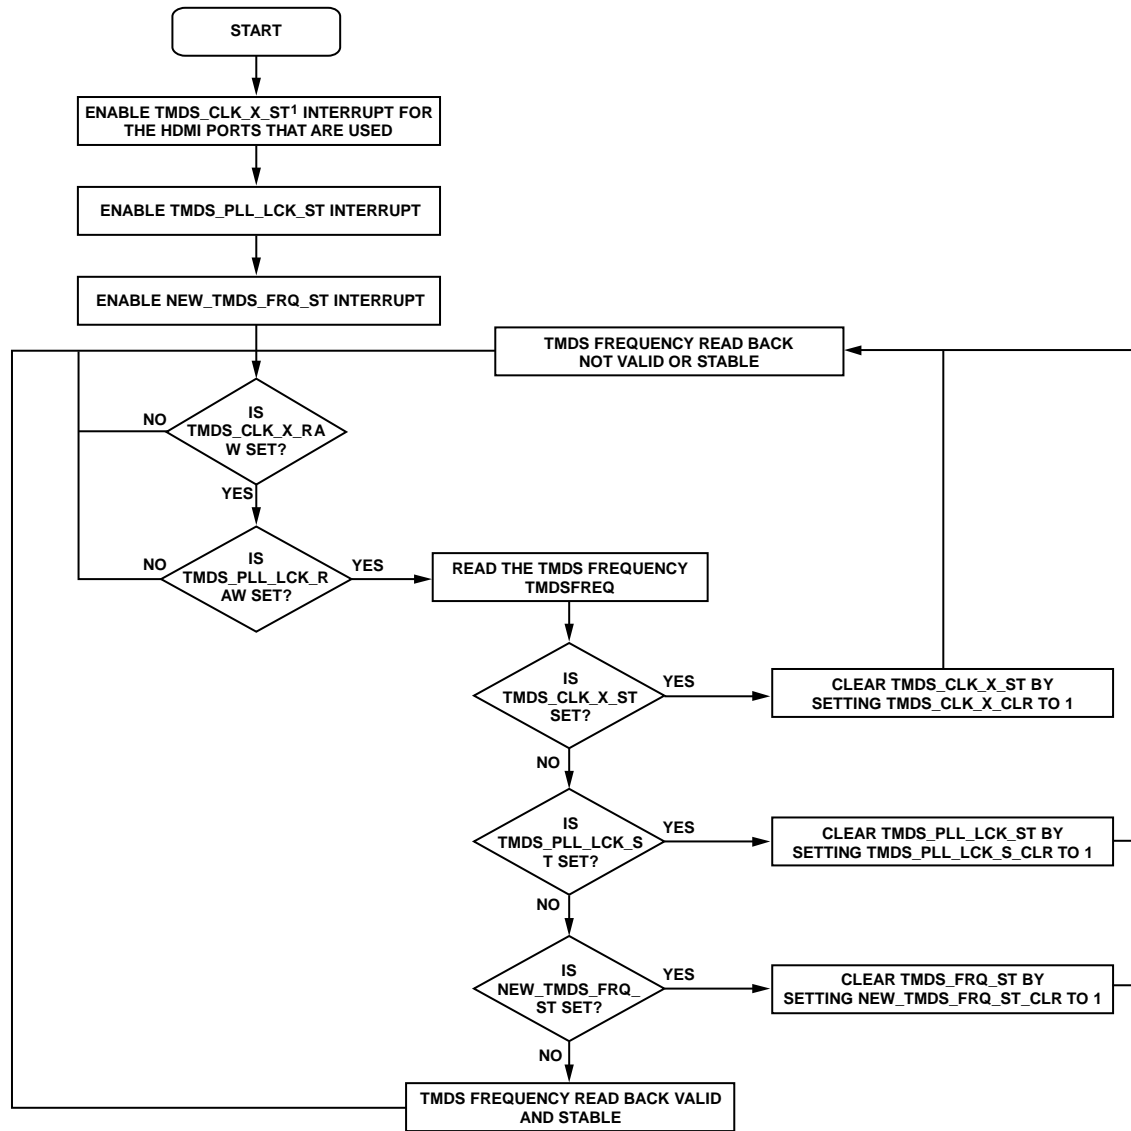 START
ENABLE TMDS_CLK_X_ST¹ INTERRUPT FOR
THE HDMI PORTS THAT ARE USED
ENABLE TMDS_PLL_LCK_ST INTERRUPT
ENABLE NEW_TMDS_FRQ_ST INTERRUPT
TMDS FREQUENCY READ BACK
NOT VALID OR STABLE
IS
TMDS_CLK_X_RA
W SET?
NO
YES
IS
TMDS_PLL_LCK_R
AW SET?
NO
YES
READ THE TMDS FREQUENCY
TMDSFREQ
IS
TMDS_CLK_X_ST
SET?
YES
CLEAR TMDS_CLK_X_ST BY
SETTING TMDS_CLK_X_CLR TO 1
NO
IS
TMDS_PLL_LCK_S
T SET?
YES
CLEAR TMDS_PLL_LCK_ST BY
SETTING TMDS_PLL_LCK_S_CLR TO 1
NO
IS
NEW_TMDS_FRQ_
ST SET?
YES
CLEAR TMDS_FRQ_ST BY
SETTING NEW_TMDS_FRQ_ST_CLR TO 1
NO
TMDS FREQUENCY READ BACK VALID
AND STABLE